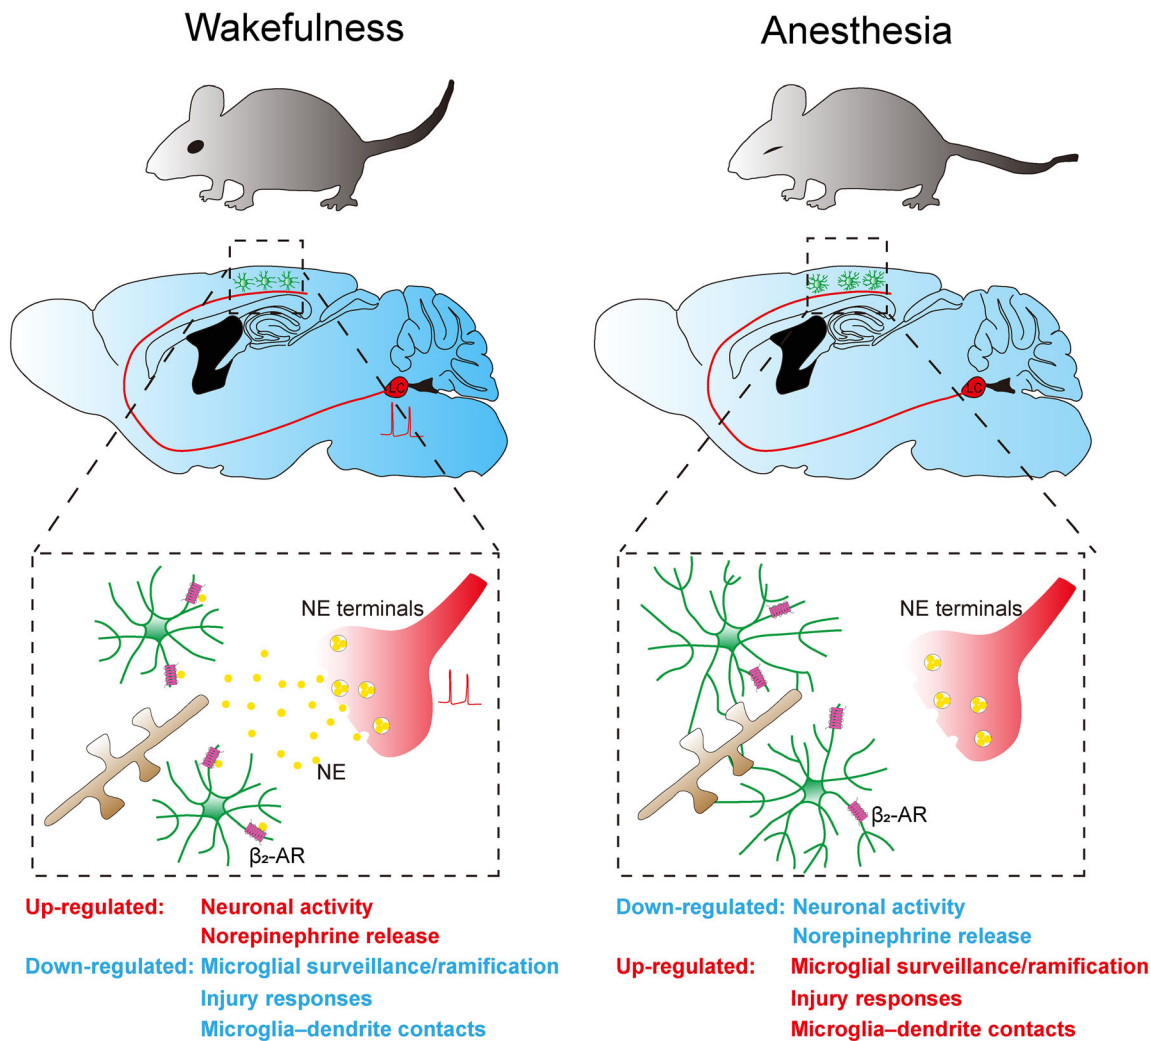 Wakefulness
Anesthesia
LC
LC
NE terminals
NE
β₂-AR
NE terminals
β₂-AR
Up-regulated: Neuronal activity
Norepinephrine release
Down-regulated: Microglial surveillance/ramification
Injury responses
Microglia–dendrite contacts
Down-regulated: Neuronal activity
Norepinephrine release
Up-regulated: Microglial surveillance/ramification
Injury responses
Microglia–dendrite contacts